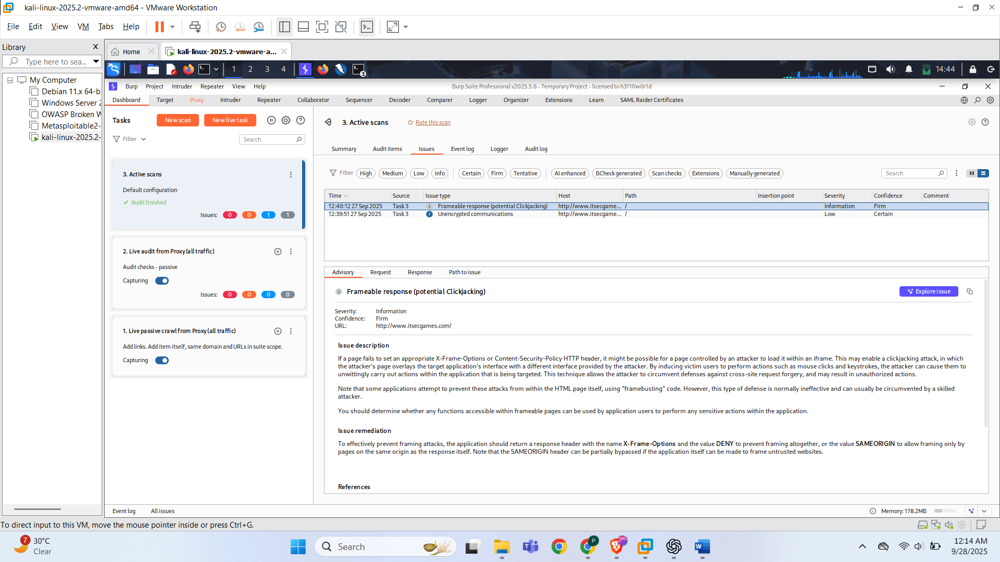 kali-linux-2025.2-vmware-amd64 - VMware Workstation
File Edit View VM Tabs Help
Library
Type here to sea...
My Computer
Debian 11.x 64-b
Windows Server 2
OWASP Broken W
Metasploitable2-
kali-linux-2025.2-
Home kali-linux-2025.2-vmware-a...
1 2 3 4 3 14:44
Burp Project Intruder Repeater View Help Burp Suite Professional v2025.5.6 - Temporary Project - licensed to h3110w0r1d
Dashboard Target Proxy Intruder Repeater Collaborator Sequencer Decoder Comparer Logger Organizer Extensions Learn SAML Raider Certificates
Tasks New scan New live task
Filter Search
3. Active scans
Default configuration
Audit finished
Issues: 0 0 1 1
2. Live audit from Proxy (all traffic)
Audit checks - passive
Capturing
Issues: 0 0 0 0
1. Live passive crawl from Proxy (all traffic)
Add links. Add item itself, same domain and URLs in suite scope.
Capturing
3. Active scans Rate this scan
Summary Audit items Issues Event log Logger Audit log
Filter High Medium Low Info Certain Firm Tentative AI enhanced BCheck generated Scan checks Extensions Manually generated Search
Time Source Issue type Host Path Insertion point Severity Confidence Comment
12:40:12 27 Sep 2025 Task 3 Frameable response (potential Clickjacking) http://www.itsecgame... / Information Firm
12:39:51 27 Sep 2025 Task 3 Unencrypted communications http://www.itsecgame... / Low Certain
Advisory Request Response Path to issue
Frameable response (potential Clickjacking) Explore issue
Severity: Information
Confidence: Firm
URL: http://www.itsecgames.com/
Issue description
If a page fails to set an appropriate X-Frame-Options or Content-Security-Policy HTTP header, it might be possible for a page controlled by an attacker to load it within an iframe. This may enable a clickjacking attack, in which
the attacker's page overlays the target application's interface with a different interface provided by the attacker. By inducing victim users to perform actions such as mouse clicks and keystrokes, the attacker can cause them to
unwittingly carry out actions within the application that is being targeted. This technique allows the attacker to circumvent defenses against cross-site request forgery, and may result in unauthorized actions.
Note that some applications attempt to prevent these attacks from within the HTML page itself, using "framebusting" code. However, this type of defense is normally ineffective and can usually be circumvented by a skilled
attacker.
You should determine whether any functions accessible within frameable pages can be used by application users to perform any sensitive actions within the application.
Issue remediation
To effectively prevent framing attacks, the application should return a response header with the name X-Frame-Options and the value DENY to prevent framing altogether, or the value SAMEORIGIN to allow framing only by
pages on the same origin as the response itself. Note that the SAMEORIGIN header can be partially bypassed if the application itself can be made to frame untrusted websites.
References
Event log All issues Memory: 178.2MB
To direct input to this VM, move the mouse pointer inside or press Ctrl+G.
7 30°C
Clear
Search
P
W
12:14 AM
9/28/2025